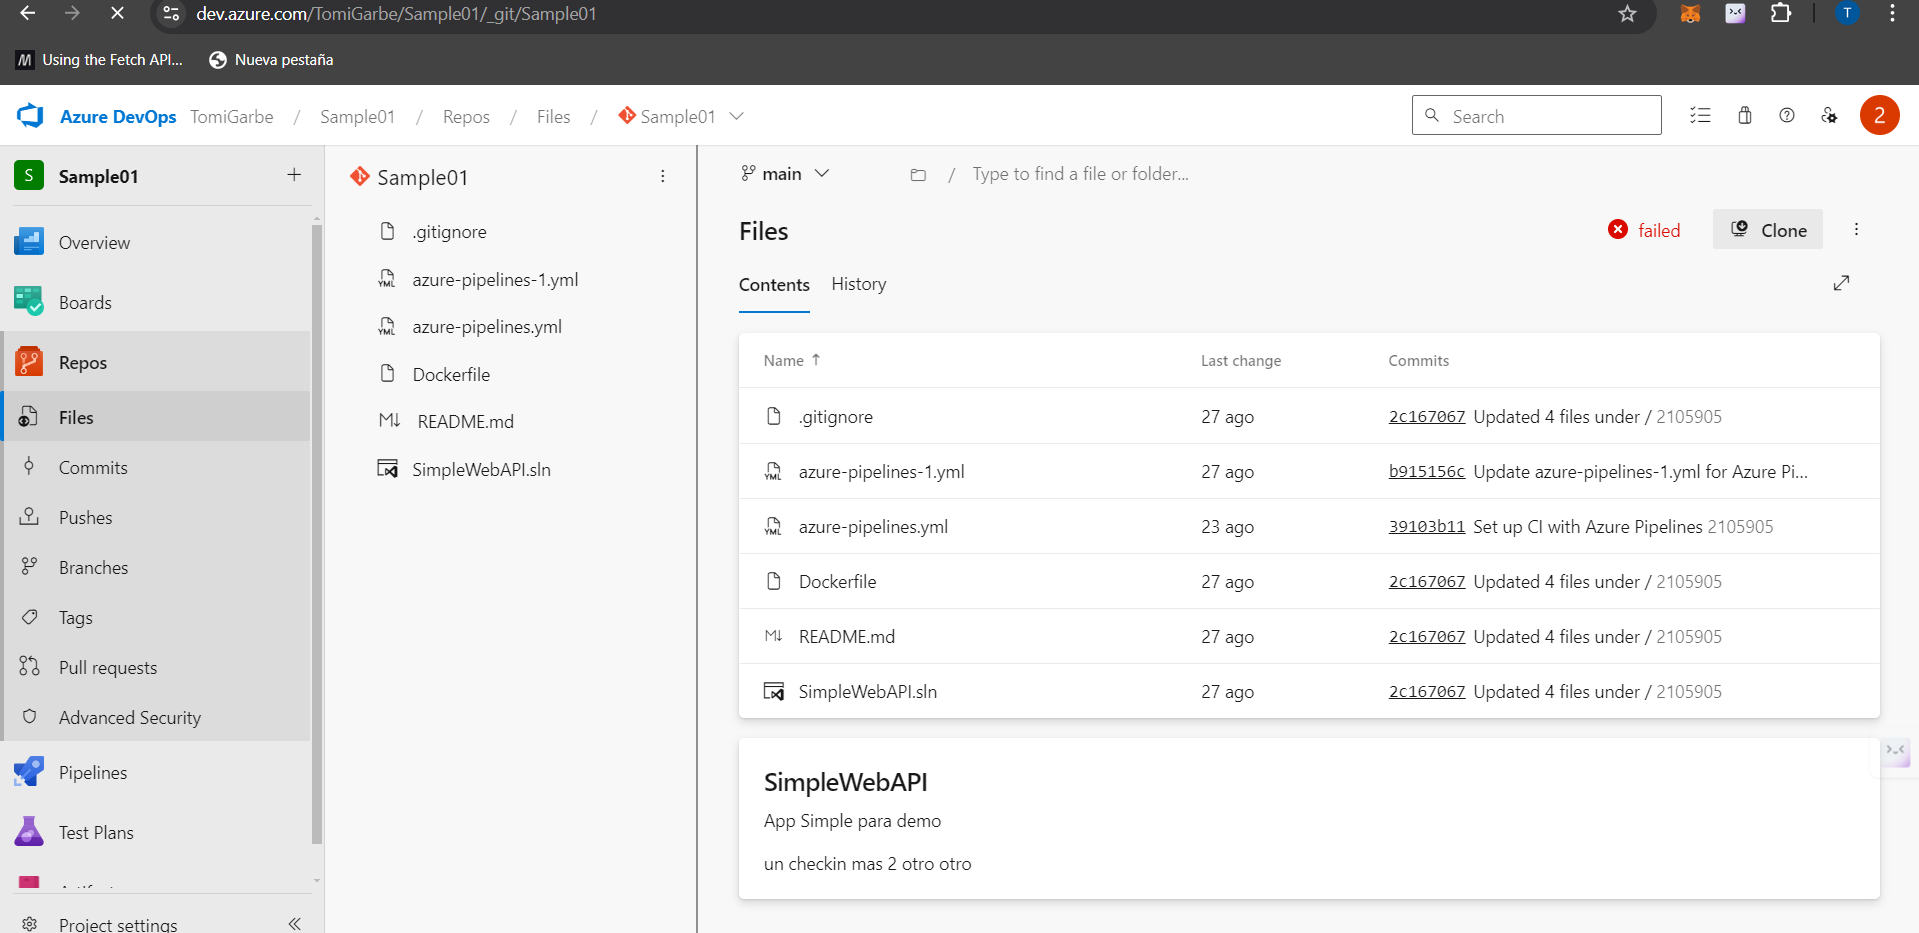 dev.azure.com/TomiGarbe/Sample01/_git/Sample01
T
Using the Fetch API...
Nueva pestaña
Azure DevOps TomiGarbe / Sample01 / Repos / Files / Sample01
Search
2
S Sample01
Overview
Boards
Repos
Files
Commits
Pushes
Branches
Tags
Pull requests
Advanced Security
Pipelines
Test Plans
Project settings
Sample01
.gitignore
YML azure-pipelines-1.yml
YML azure-pipelines.yml
Dockerfile
README.md
SimpleWebAPI.sln
main / Type to find a file or folder...
Files failed Clone
Contents History
Name Last change Commits
.gitignore 27 ago 2c167067 Updated 4 files under / 2105905
YML azure-pipelines-1.yml 27 ago b915156c Update azure-pipelines-1.yml for Azure Pi...
YML azure-pipelines.yml 23 ago 39103b11 Set up CI with Azure Pipelines 2105905
Dockerfile 27 ago 2c167067 Updated 4 files under / 2105905
README.md 27 ago 2c167067 Updated 4 files under / 2105905
SimpleWebAPI.sln 27 ago 2c167067 Updated 4 files under / 2105905
SimpleWebAPI
App Simple para demo
un checkin mas 2 otro otro